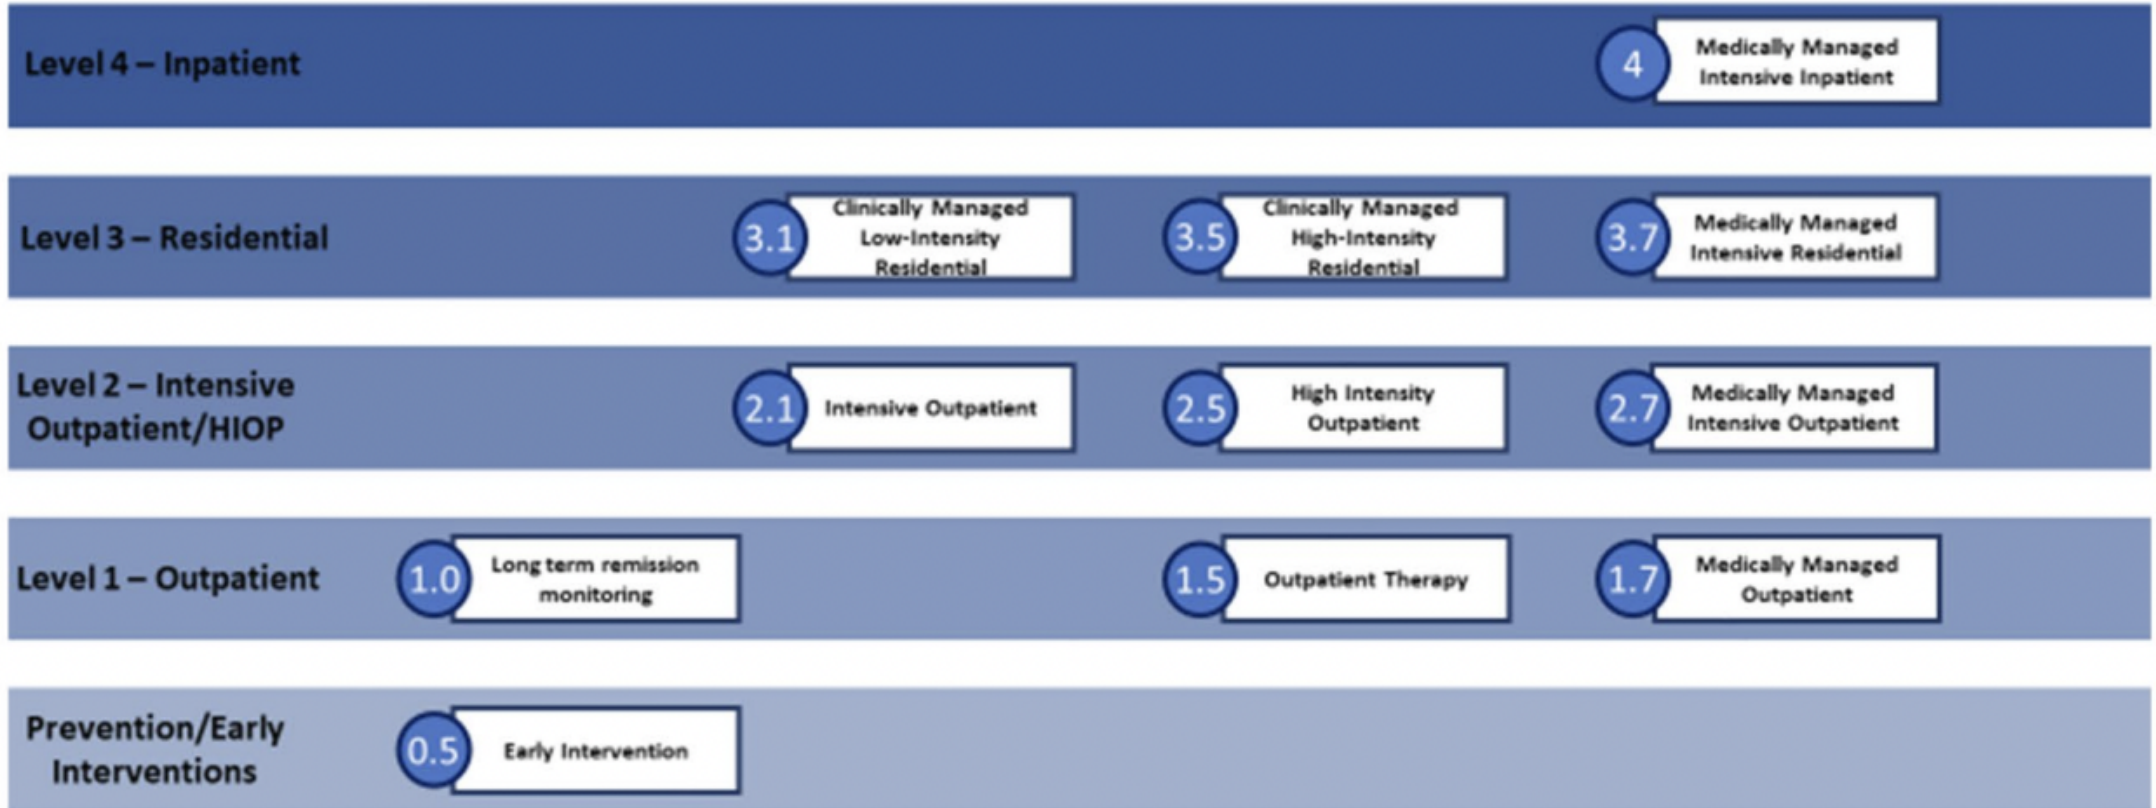 Level 4 – Inpatient
4
Medically Managed
Intensive Inpatient
Level 3 – Residential
3.1
Clinically Managed
Low-Intensity
Residential
3.5
Clinically Managed
High-Intensity
Residential
3.7
Medically Managed
Intensive Residential
Level 2 – Intensive
Outpatient/HIOP
2.1
Intensive Outpatient
2.5
High Intensity
Outpatient
2.7
Medically Managed
Intensive Outpatient
Level 1 – Outpatient
1.0
Long term remission
monitoring
1.5
Outpatient Therapy
1.7
Medically Managed
Outpatient
Prevention/Early
Interventions
0.5
Early Intervention